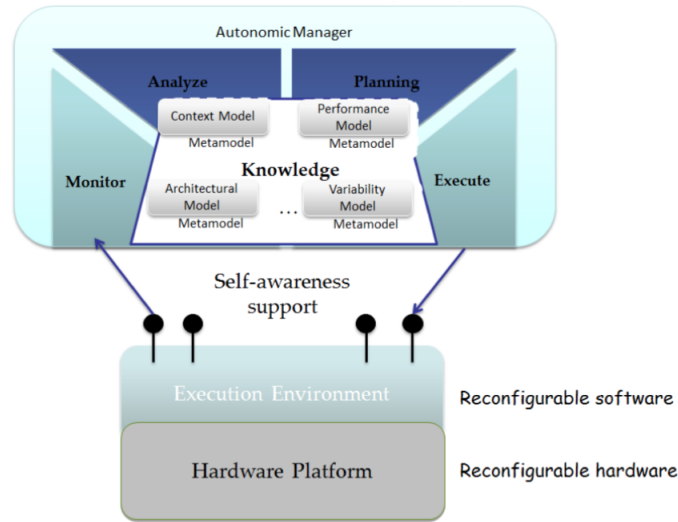 Autonomic Manager
Analyze
Planning
Context Model
Metamodel
Performance
Model
Metamodel
Knowledge
Monitor
Execute
Architectural
Model
Metamodel
...
Variability
Model
Metamodel
Self-awareness
support
Execution Environment
Reconfigurable software
Hardware Platform
Reconfigurable hardware